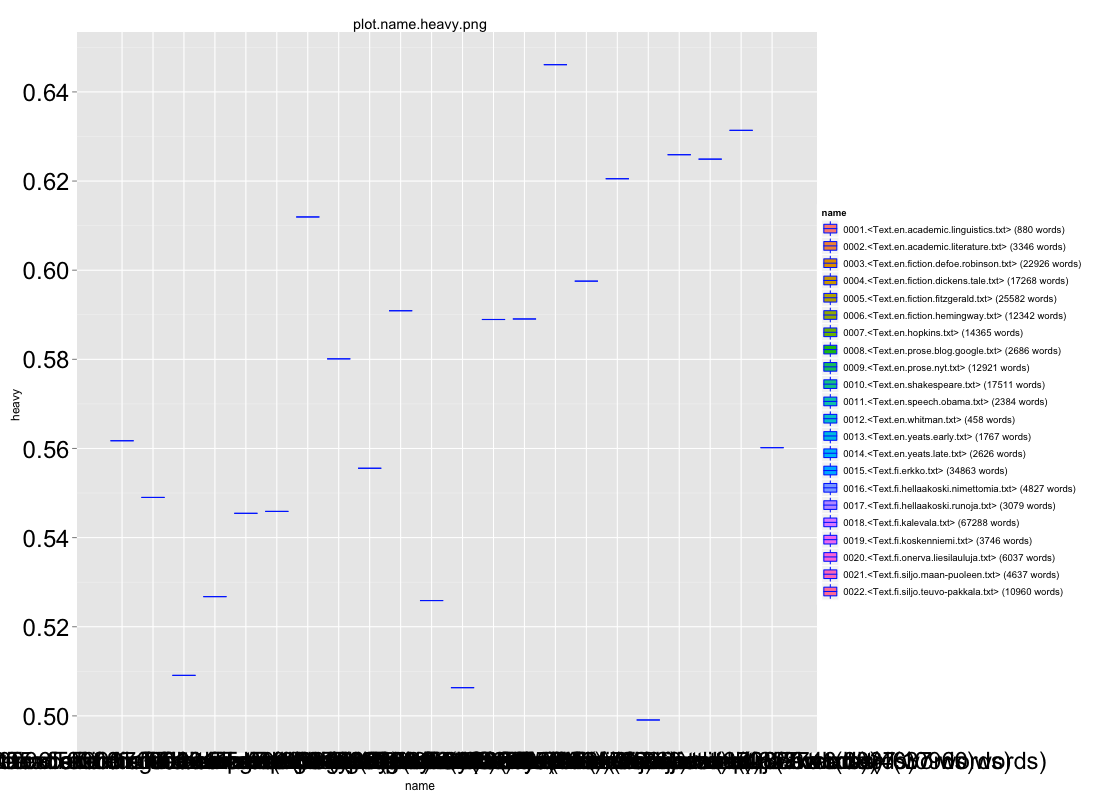 plot.name.heavy.png
0.64
0.62
0.60
0.58
0.56
0.54
0.52
0.50
heavy
name
name
0001.<Text.en.academic.linguistics.txt> (880 words)
0002.<Text.en.academic.literature.txt> (3346 words)
0003.<Text.en.fiction.defoe.robinson.txt> (22926 words)
0004.<Text.en.fiction.dickens.tale.txt> (17268 words)
0005.<Text.en.fiction.fitzgerald.txt> (25582 words)
0006.<Text.en.fiction.hemingway.txt> (12342 words)
0007.<Text.en.hopkins.txt> (14365 words)
0008.<Text.en.prose.blog.google.txt> (2686 words)
0009.<Text.en.prose.nyt.txt> (12921 words)
0010.<Text.en.shakespeare.txt> (17511 words)
0011.<Text.en.speech.obama.txt> (2384 words)
0012.<Text.en.whitman.txt> (458 words)
0013.<Text.en.yeats.early.txt> (1767 words)
0014.<Text.en.yeats.late.txt> (2626 words)
0015.<Text.fi.erkko.txt> (34863 words)
0016.<Text.fi.hellaakoski.nimettomia.txt> (4827 words)
0017.<Text.fi.hellaakoski.runoja.txt> (3079 words)
0018.<Text.fi.kalevala.txt> (67288 words)
0019.<Text.fi.koskenniemi.txt> (3746 words)
0020.<Text.fi.onerva.liesilauluja.txt> (6037 words)
0021.<Text.fi.siljo.maan-puoleen.txt> (4637 words)
0022.<Text.fi.siljo.teuvo-pakkala.txt> (10960 words)